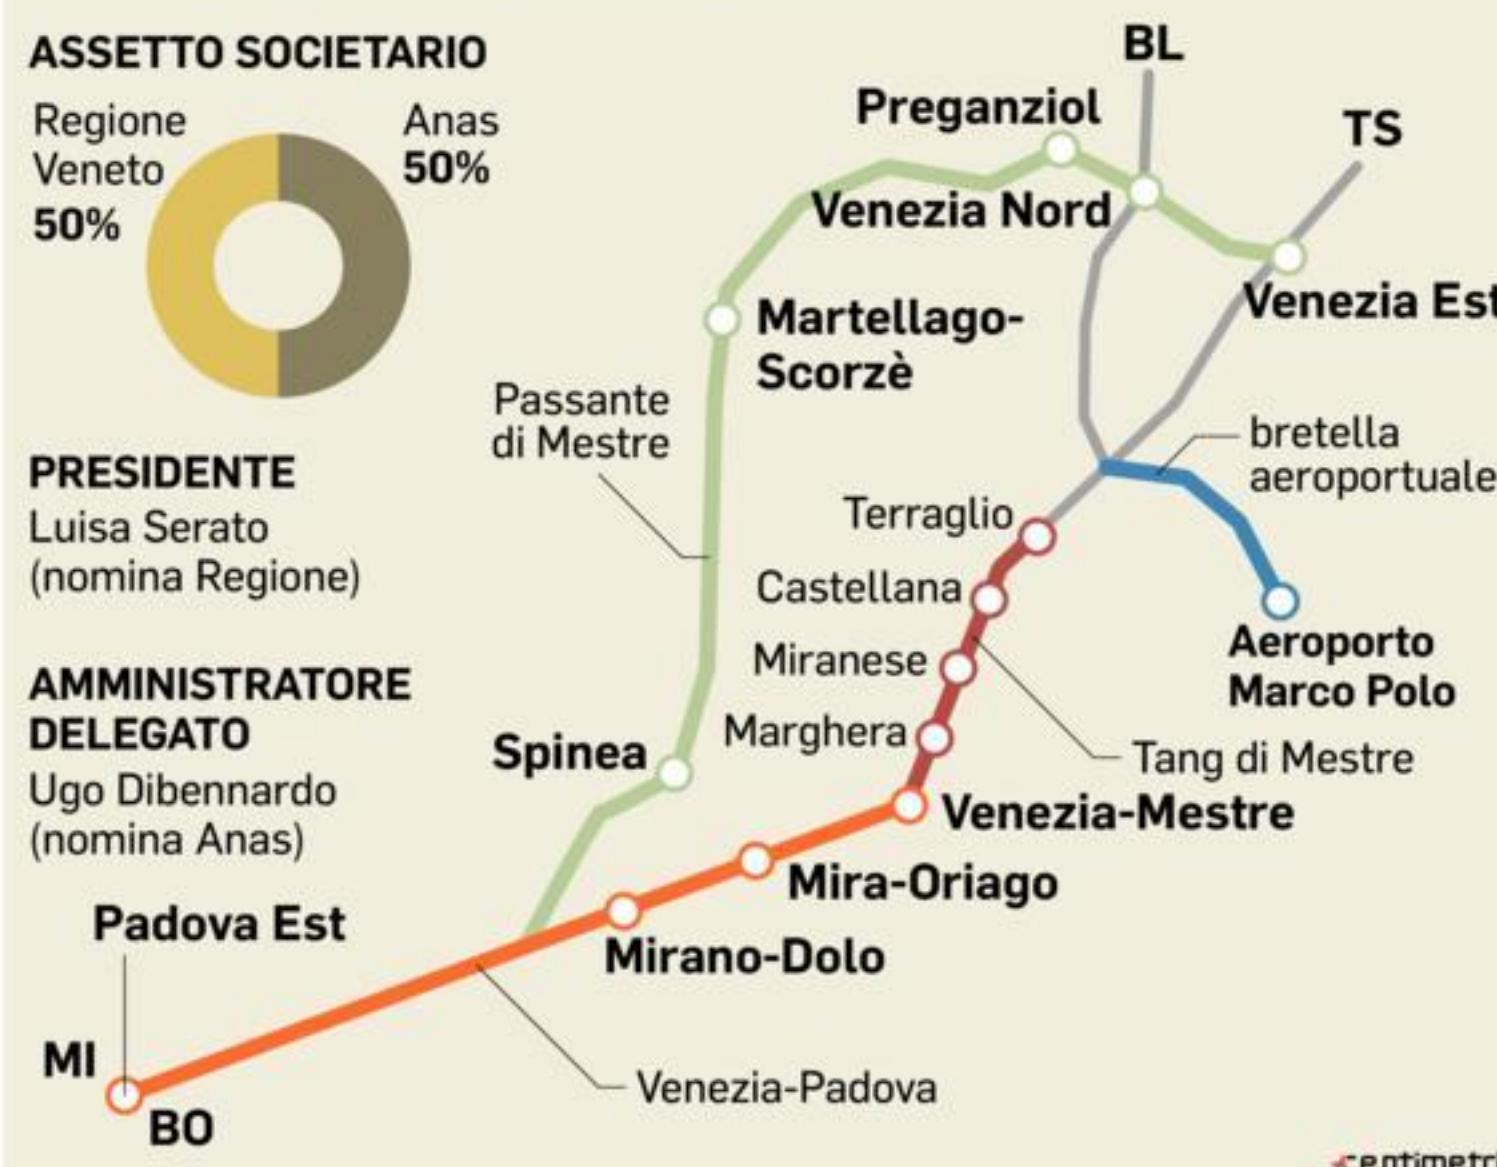 ASSETTO SOCIETARIO
Regione
Veneto
50%
Anas
50%
PRESIDENTE
Luisa Serato
(nomina Regione)
AMMINISTRATORE
DELEGATO
Ugo Dibennardo
(nomina Anas)
BL
TS
Preganziol
Venezia Nord
Venezia Est
Martellago-
Scorzè
Passante
di Mestre
bretella
aeroportuale
Terraglio
Castellana
Miranese
Marghera
Aeroporto
Marco Polo
Tang di Mestre
Spinea
Venezia-Mestre
Mira-Oriago
Mirano-Dolo
Padova Est
MI
BO
Venezia-Padova